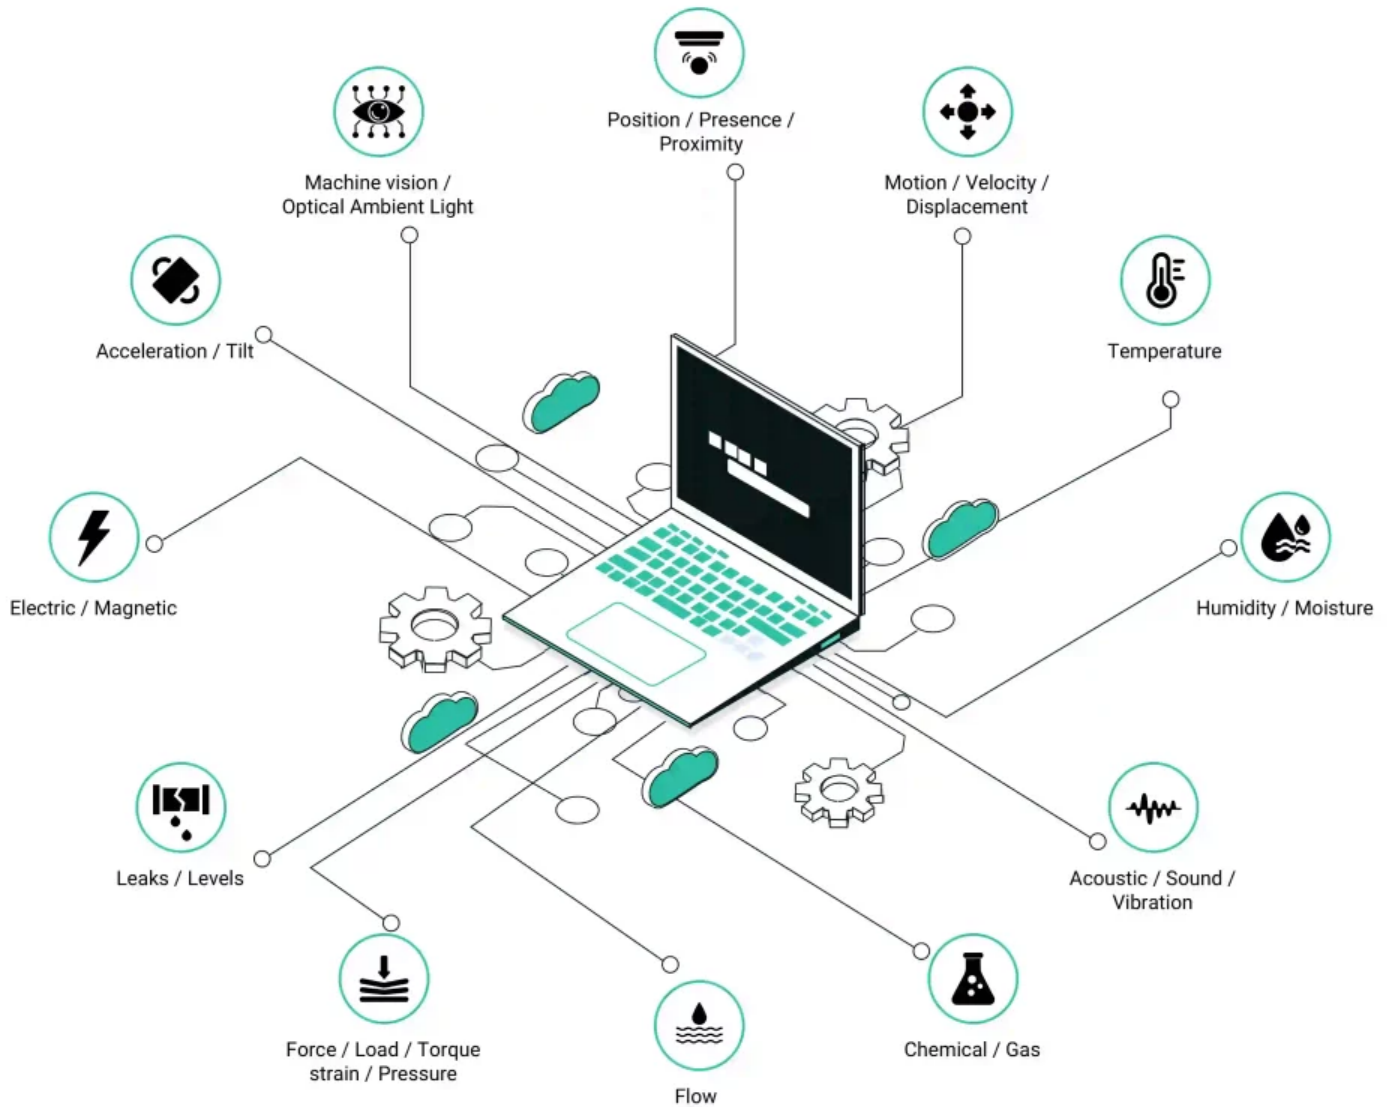 Position / Presence /
Proximity
Machine vision /
Optical Ambient Light
Motion / Velocity /
Displacement
Acceleration / Tilt
Temperature
Electric / Magnetic
Humidity / Moisture
Leaks / Levels
Acoustic / Sound /
Vibration
Force / Load / Torque
strain / Pressure
Chemical / Gas
Flow